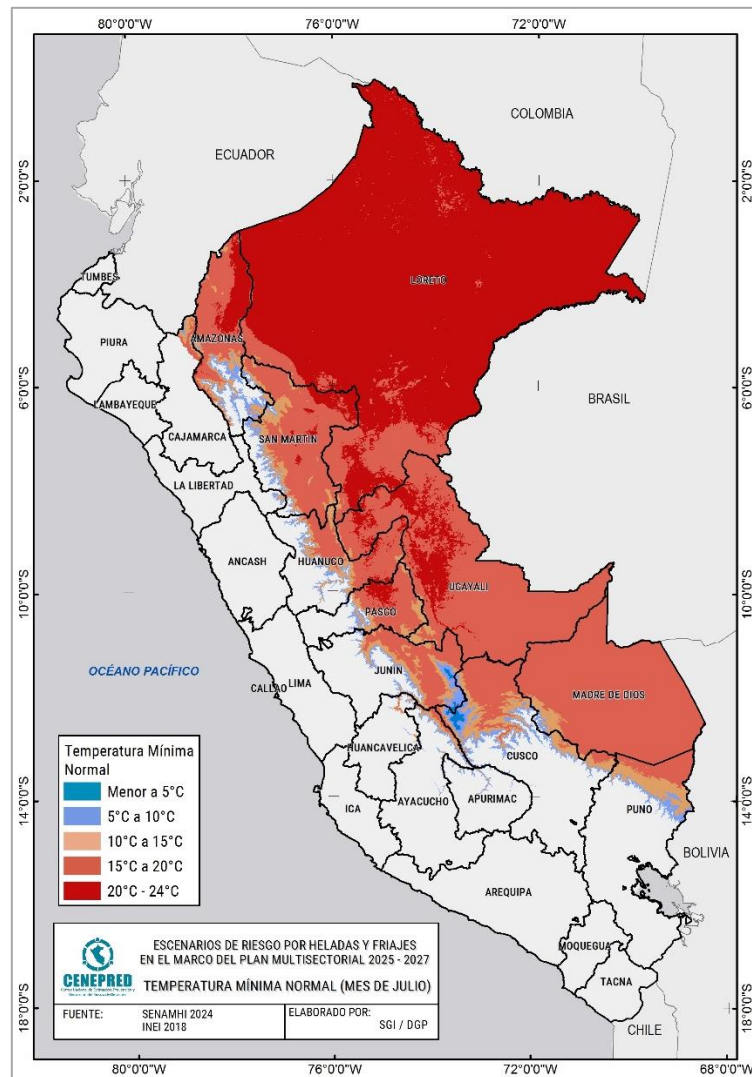 80°0'0"W 76°0'0"W 72°0'0"W
COLOMBIA
ECUADOR
2°0'0"S 2°0'0"S
LORETO
TUMBES
AMAZONAS
PIURA
6°0'0"S 6°0'0"S
BRASIL
LAMBAYEQUE
CAJAMARCA
SAN MARTIN
LA LIBERTAD
ANCASH
HUANUCO
UCAYALI
10°0'0"S 10°0'0"S
PASCO
OCÉANO PACÍFICO
LIMA
JUNIN
CALLAO
MADRE DE DIOS
HUANCAVELICA
CUSCO
ICA
AYACUCHO
APURIMAC
PUNO
14°0'0"S 14°0'0"S
BOLIVIA
AREQUIPA
MOQUEGUA
TACNA
CHILE
18°0'0"S 18°0'0"S
Temperatura Mínima
Normal
Menor a 5°C
5°C a 10°C
10°C a 15°C
15°C a 20°C
20°C - 24°C
CENEPRED
ESCENARIOS DE RIESGO POR HELADAS Y FRIAJES
EN EL MARCO DEL PLAN MULTISECTORIAL 2025 - 2027
TEMPERATURA MÍNIMA NORMAL (MES DE JULIO)
FUENTE: SENAMHI 2024
INEI 2018
ELABORADO POR:
SGI / DGP
80°0'0"W 76°0'0"W 72°0'0"W 68°0'0"W